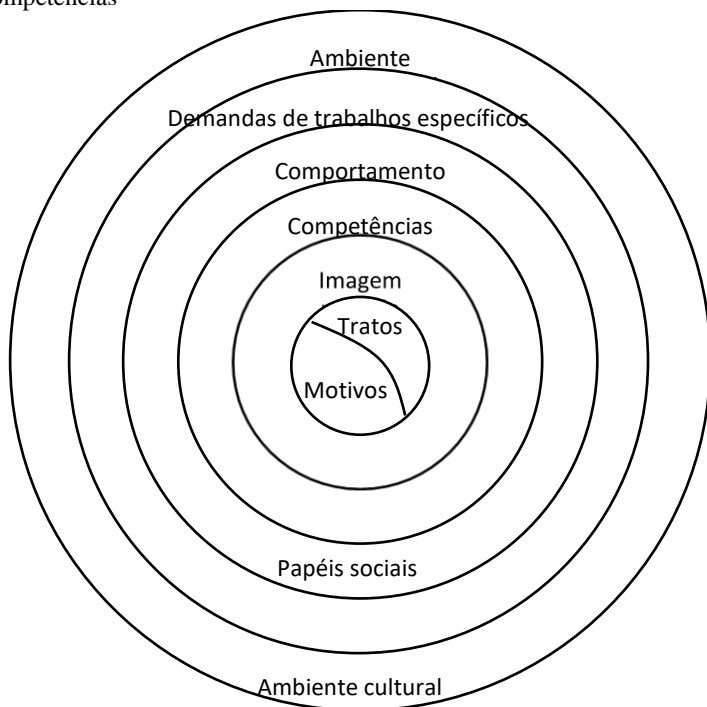 Ambiente
Demandas de trabalhos específicos
Comportamento
Competências
Imagem
Tratos
Motivos
Papéis sociais
Ambiente cultural